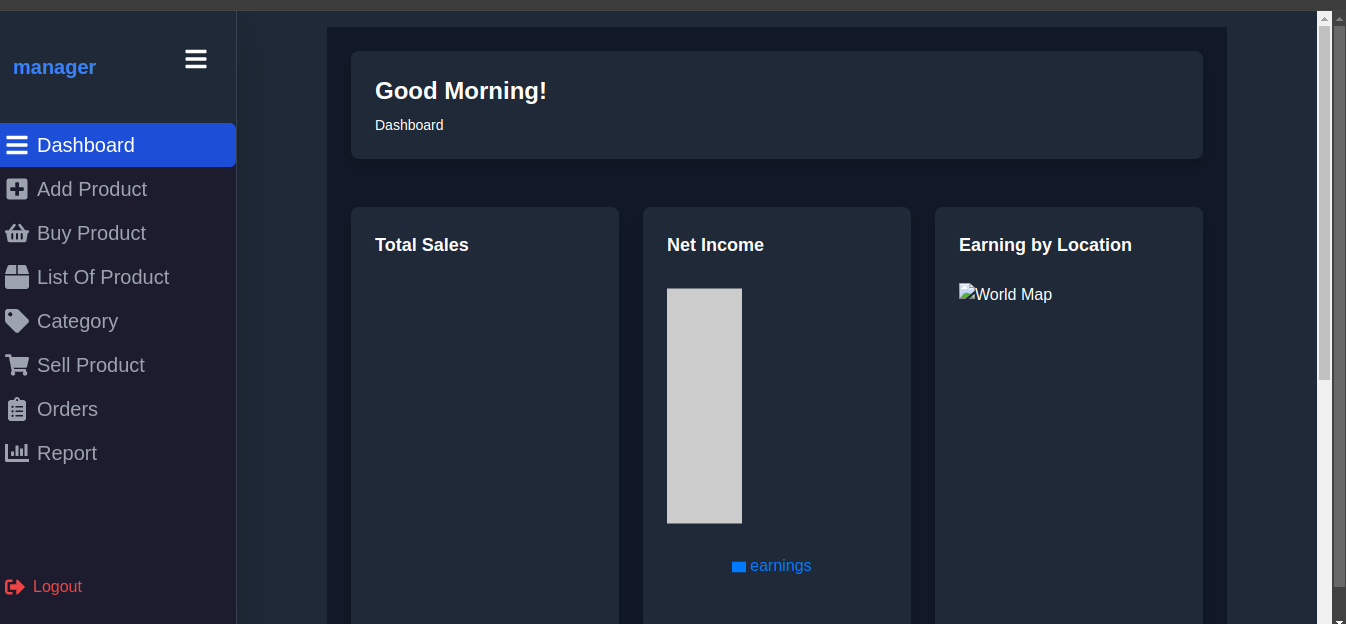 manager
Dashboard
Add Product
Buy Product
List Of Product
Category
Sell Product
Orders
Report
Logout
Good Morning!
Dashboard
Total Sales
Net Income
earnings
Earning by Location
World Map